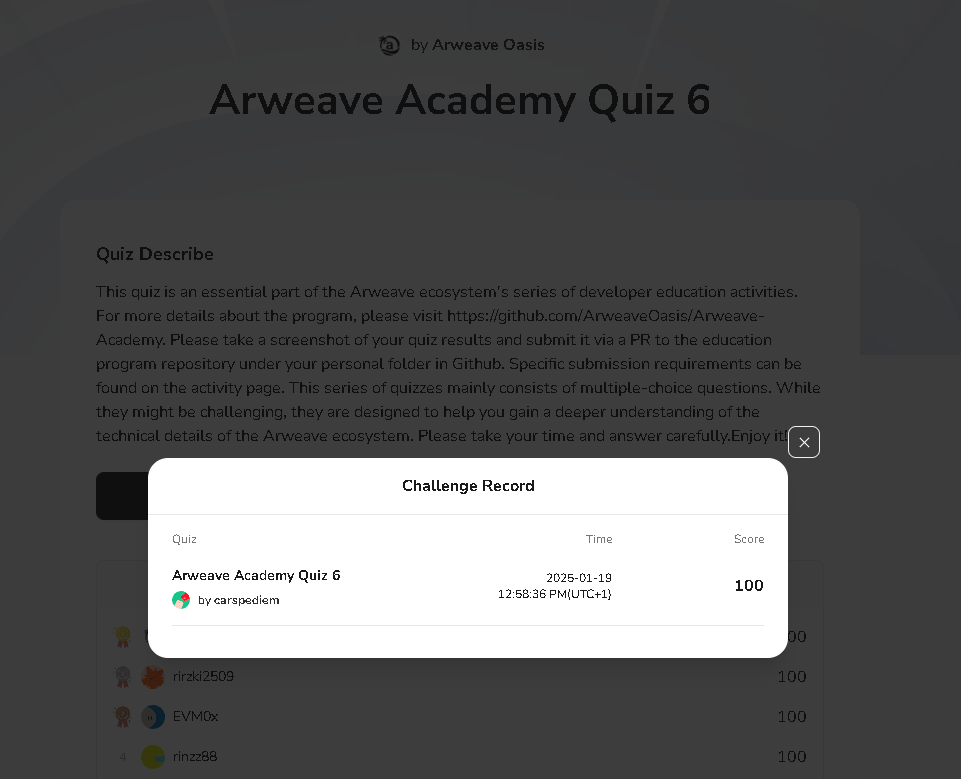 by Arweave Oasis
Arweave Academy Quiz 6
Quiz Describe
This quiz is an essential part of the Arweave ecosystem's series of developer education activities.
For more details about the program, please visit https://github.com/ArweaveOasis/Arweave-
Academy. Please take a screenshot of your quiz results and submit it via a PR to the education
program repository under your personal folder in Github. Specific submission requirements can be
found on the activity page. This series of quizzes mainly consists of multiple-choice questions. While
they might be challenging, they are designed to help you gain a deeper understanding of the
technical details of the Arweave ecosystem. Please take your time and answer carefully.Enjoy it!
Challenge Record
Quiz Time Score
Arweave Academy Quiz 6
by carspediem
2025-01-19
12:58:36 PM(UTC+1)
100
00
rirzki2509 100
EVM0x 100
4 rinzz88 100